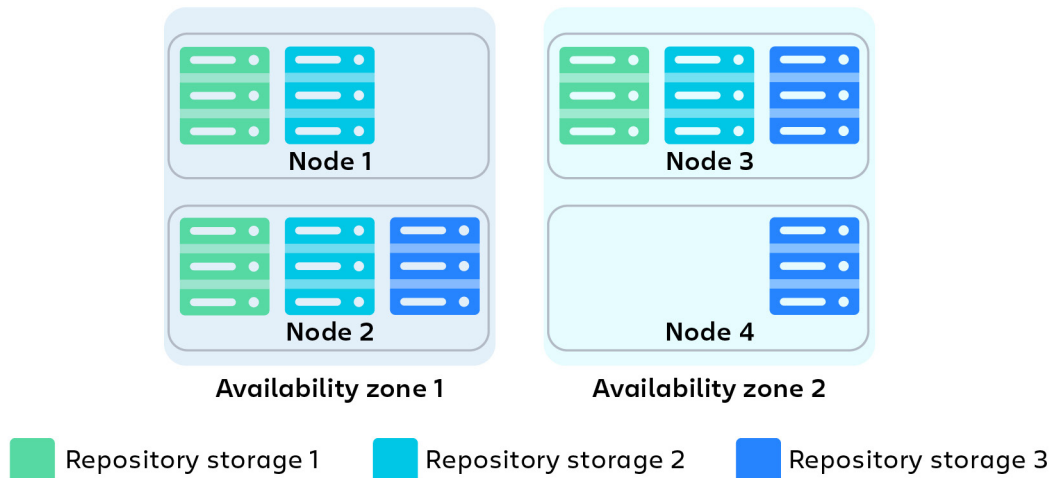 Node 1
Node 3
Node 2
Node 4
Availability zone 1
Availability zone 2
Repository storage 1
Repository storage 2
Repository storage 3